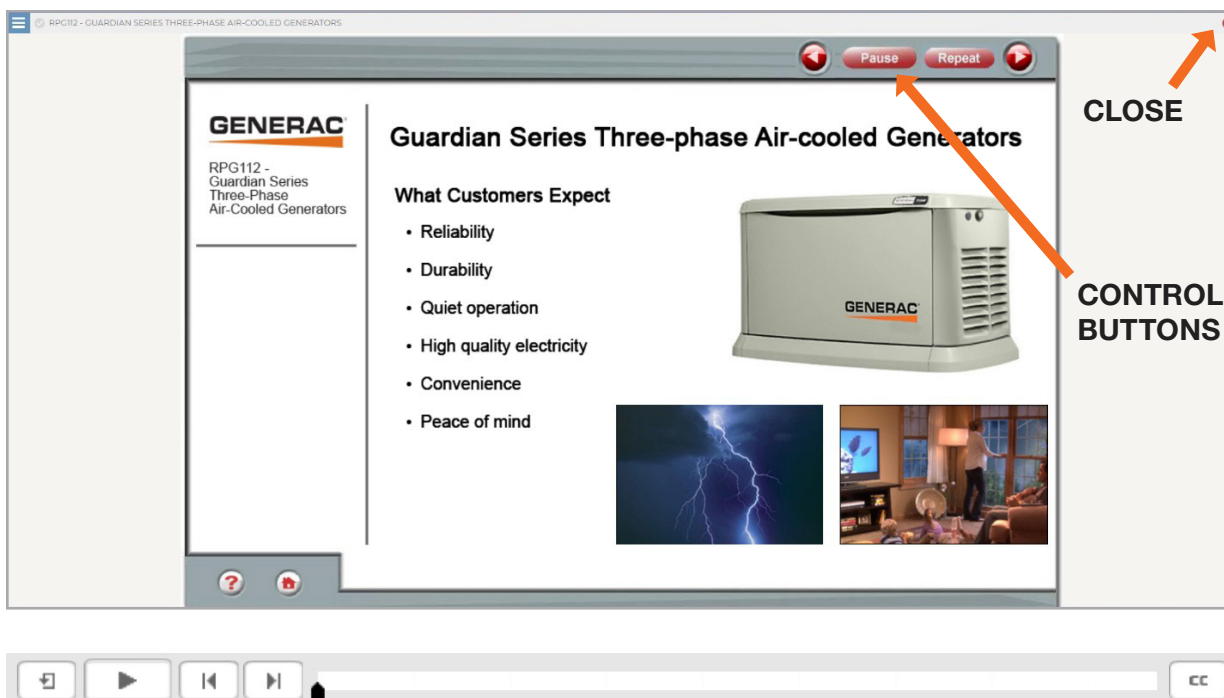 RPG112 - GUARDIAN SERIES THREE-PHASE AIR-COOLED GENERATORS
Pause
Repeat
CLOSE
GENERAC
RPG112 -
Guardian Series
Three-Phase
Air-Cooled Generators
Guardian Series Three-phase Air-cooled Generators
What Customers Expect
• Reliability
• Durability
• Quiet operation
• High quality electricity
• Convenience
• Peace of mind
GENERAC
CONTROL
BUTTONS
?
CC